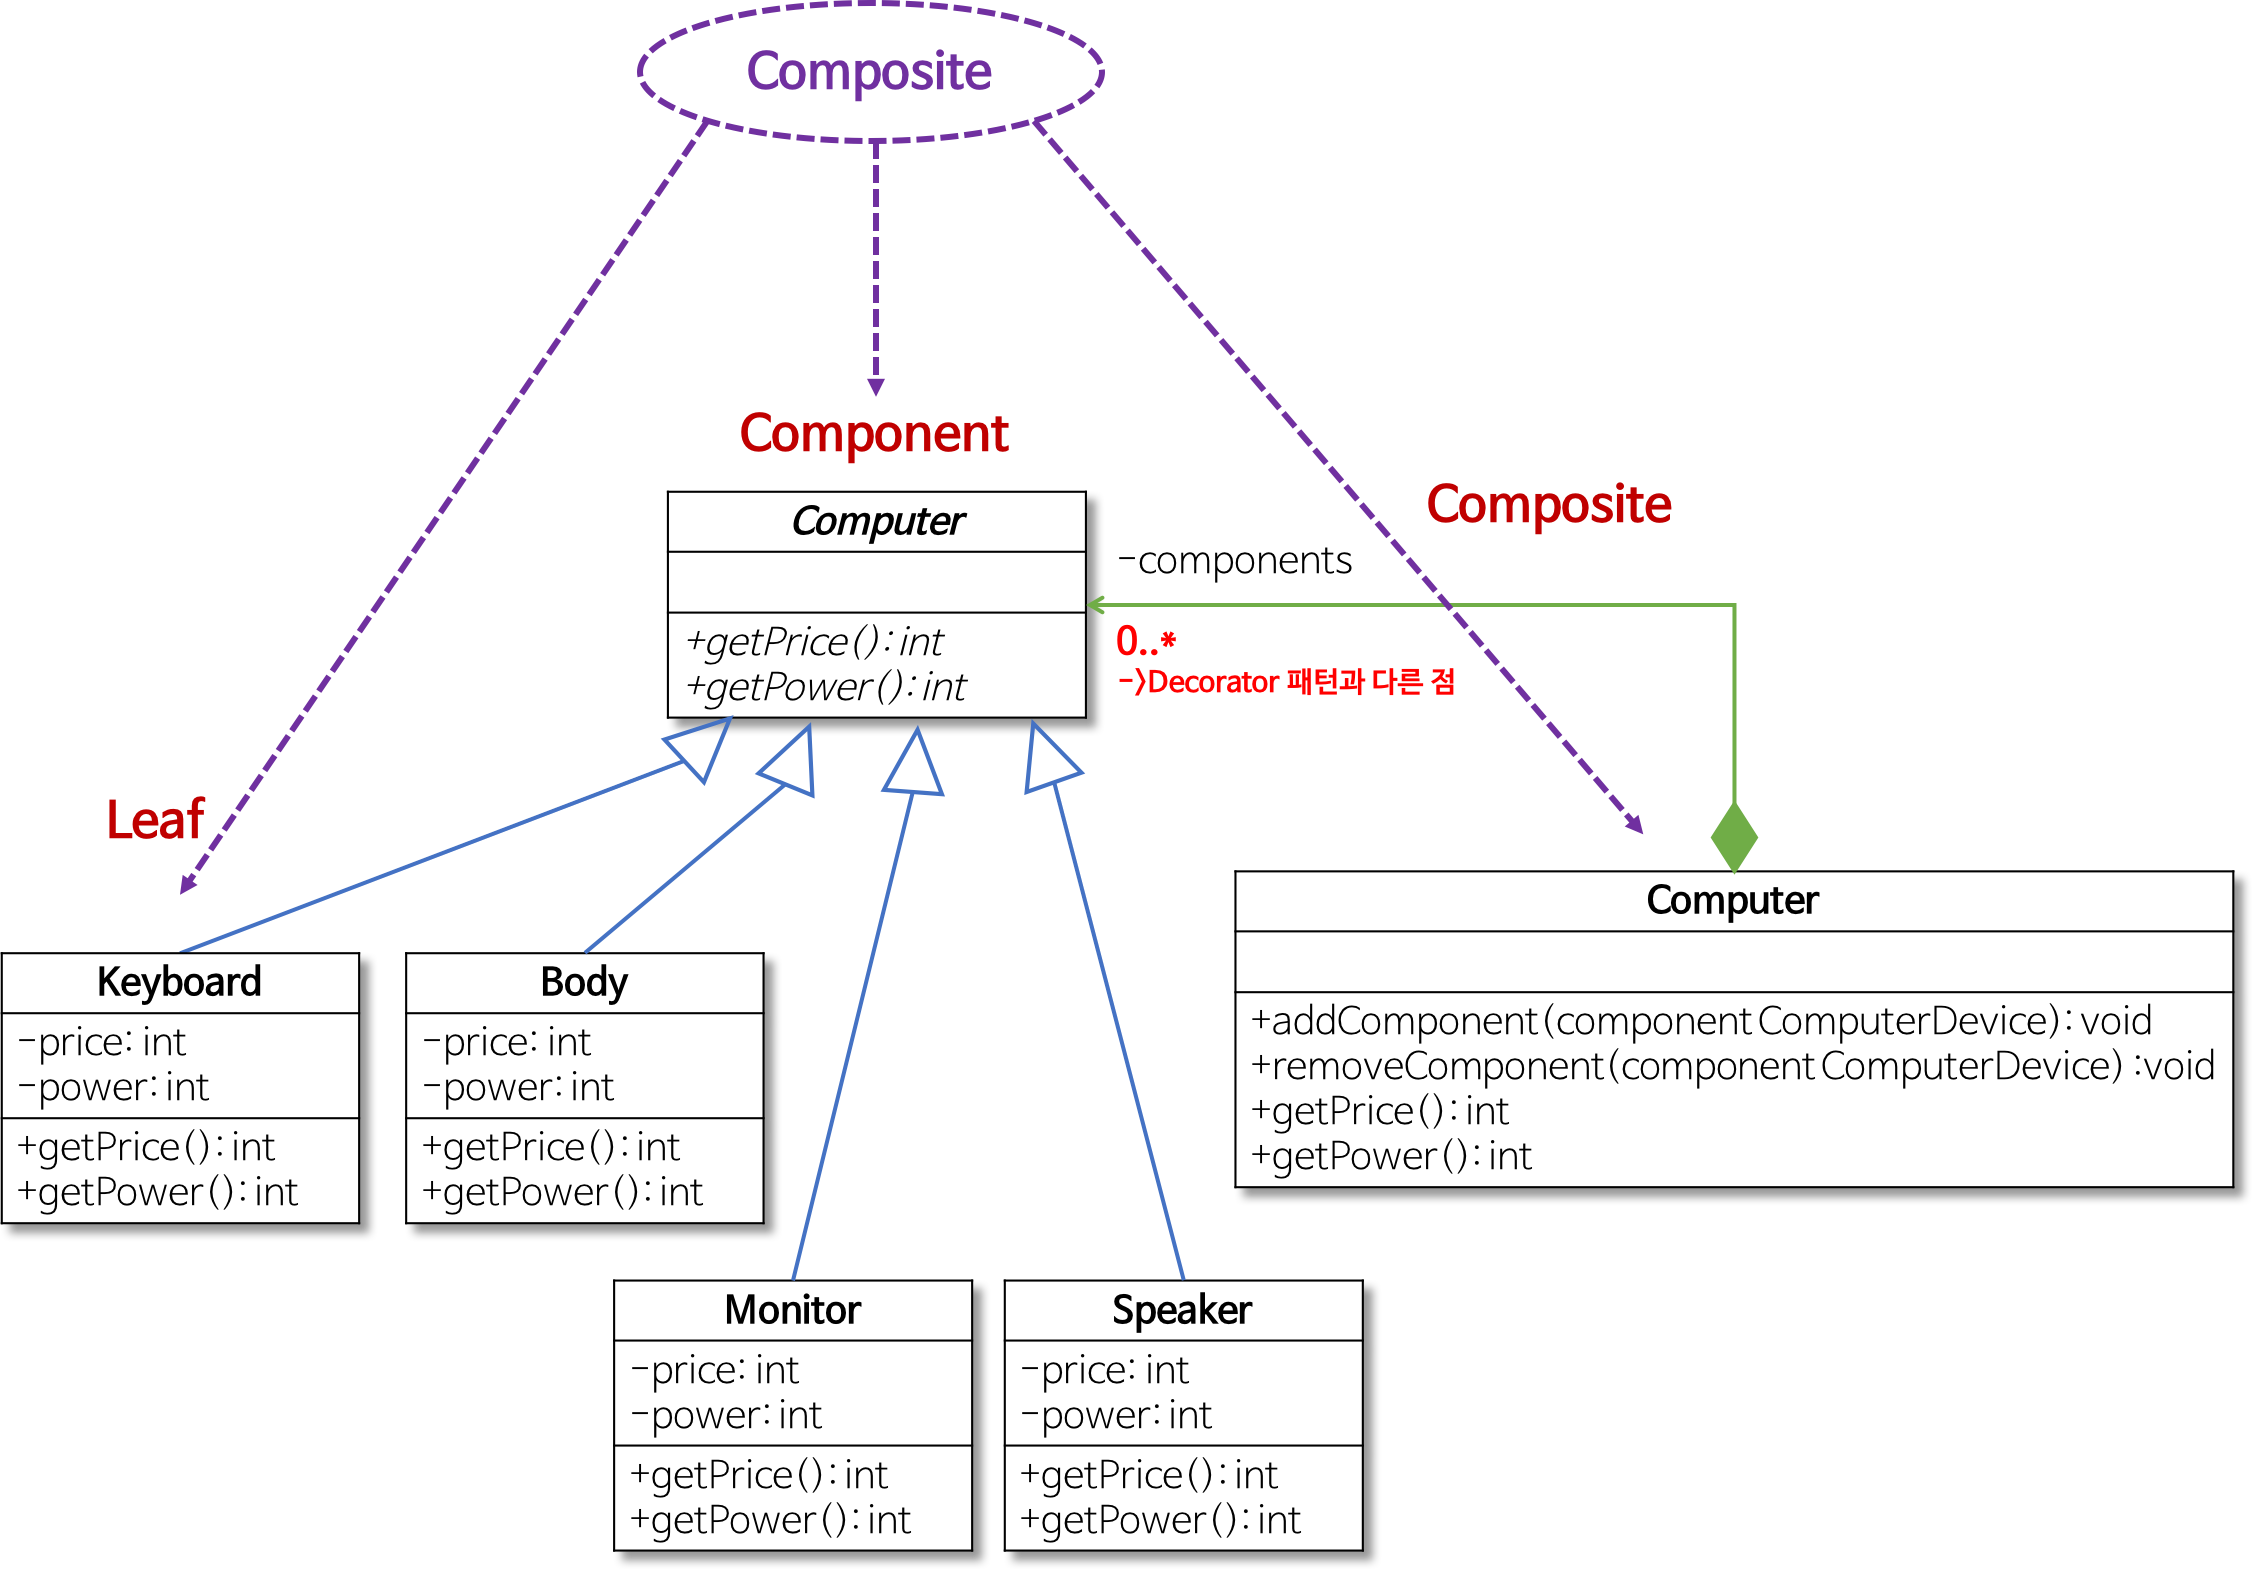 Composite
Component
Composite
Computer
-components
+getPrice(): int
+getPower(): int
0..*
->Decorator 패턴과 다른 점
Leaf
Computer
+addComponent(component ComputerDevice): void
+removeComponent(component ComputerDevice) :void
+getPrice(): int
+getPower(): int
Keyboard
-price: int
-power: int
+getPrice(): int
+getPower(): int
Body
-price: int
-power: int
+getPrice(): int
+getPower(): int
Monitor
-price: int
-power: int
+getPrice(): int
+getPower(): int
Speaker
-price: int
-power: int
+getPrice(): int
+getPower(): int